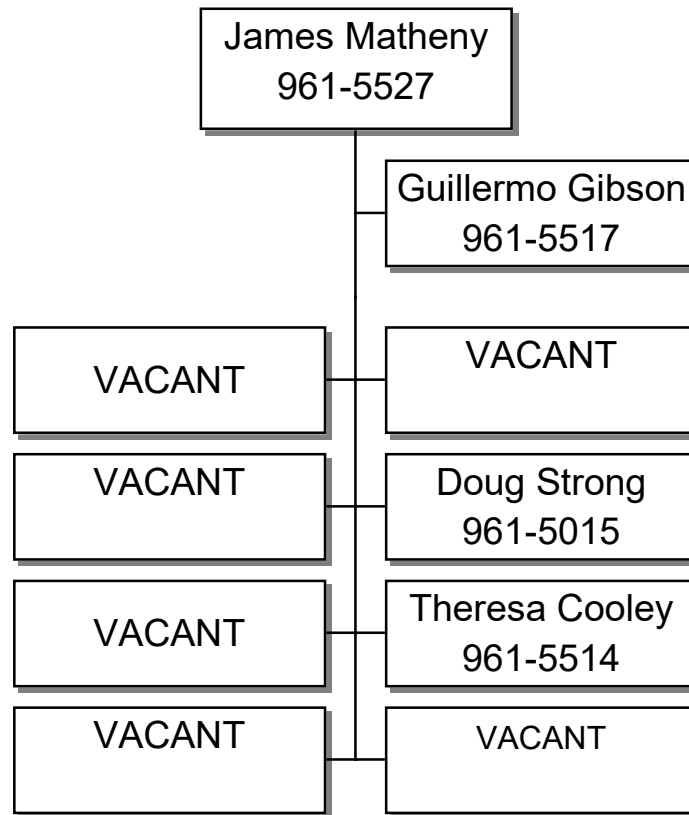 James Matheny
961-5527
Guillermo Gibson
961-5517
VACANT
VACANT
VACANT
Doug Strong
961-5015
VACANT
Theresa Cooley
961-5514
VACANT
VACANT